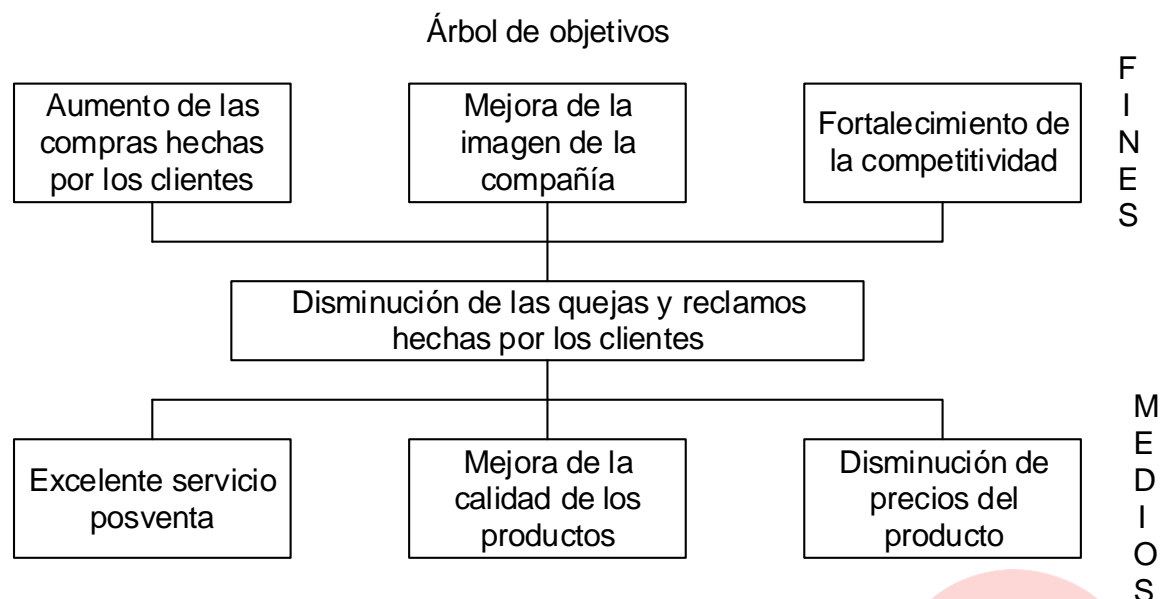 Árbol de objetivos
Aumento de las
compras hechas
por los clientes
Mejora de la
imagen de la
compañía
Fortalecimiento de
la competitividad
F
I
N
E
S
Disminución de las quejas y reclamos
hechas por los clientes
Excelente servicio
posventa
Mejora de la
calidad de los
productos
Disminución de
precios del
producto
M
E
D
I
O
S